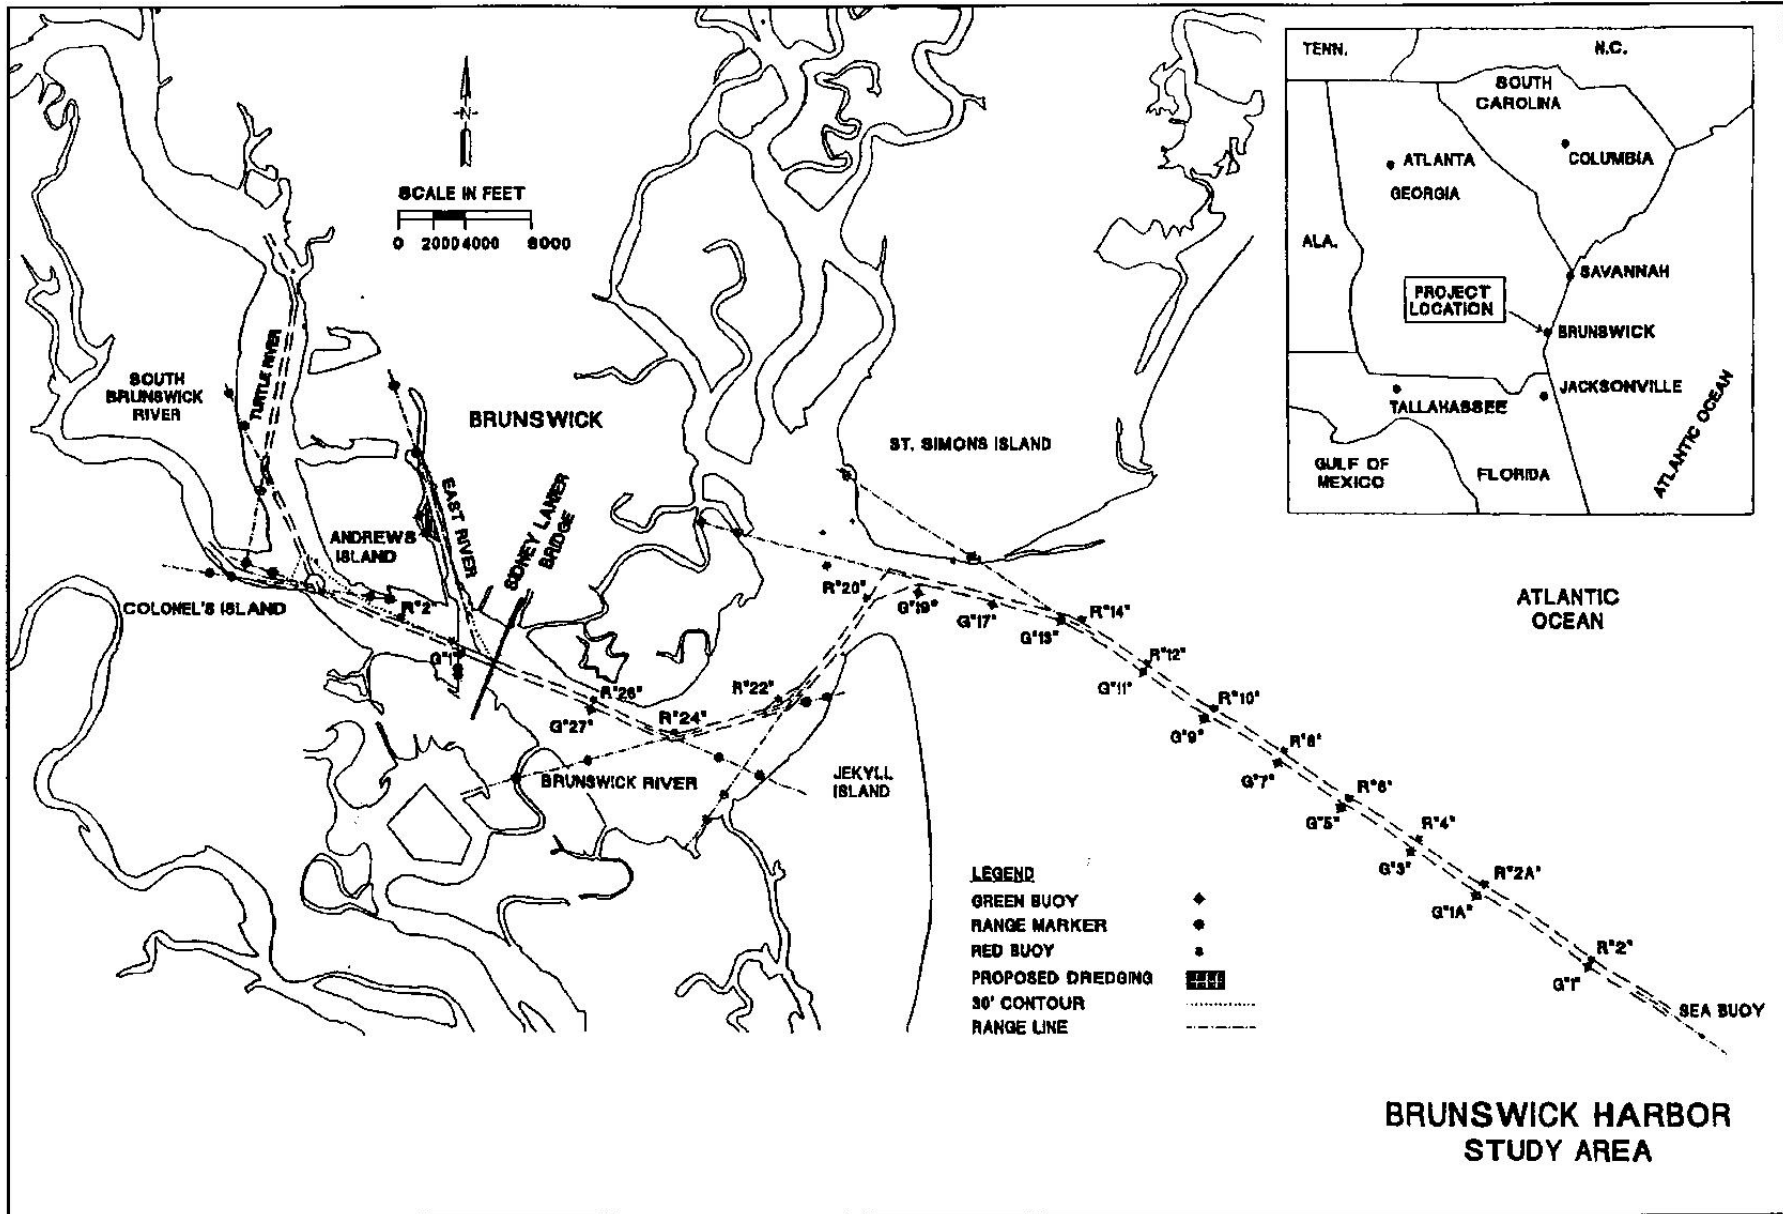 N
SCALE IN FEET
0 2000 4000 8000
TENN.
N.C.
SOUTH
CAROLINA
COLUMBIA
ATLANTA
GEORGIA
ALA.
SAVANNAH
PROJECT
LOCATION
BRUNSWICK
JACKSONVILLE
TALLAHASSEE
GULF OF
MEXICO
FLORIDA
ATLANTIC OCEAN
SOUTH
BRUNSWICK
RIVER
TURTLE RIVER
BRUNSWICK
ST. SIMONS ISLAND
EAST RIVER
SIDNEY LANIER
BRIDGE
ANDREWS
ISLAND
COLONEL'S ISLAND
R"2"
G"1"
R"26"
G"27"
R"24"
R"22"
R"20"
G"19"
G"17"
G"13"
R"14"
R"12"
G"11"
R"10"
G"9"
R"8"
G"7"
R"6"
G"5"
R"4"
G"3"
R"2A"
G"1A"
R"2"
G"1"
SEA BUOY
ATLANTIC
OCEAN
BRUNSWICK RIVER
JEKYLL
ISLAND
LEGEND
GREEN BUOY
RANGE MARKER
RED BUOY
PROPOSED DREDGING
30' CONTOUR
RANGE LINE
BRUNSWICK HARBOR
STUDY AREA